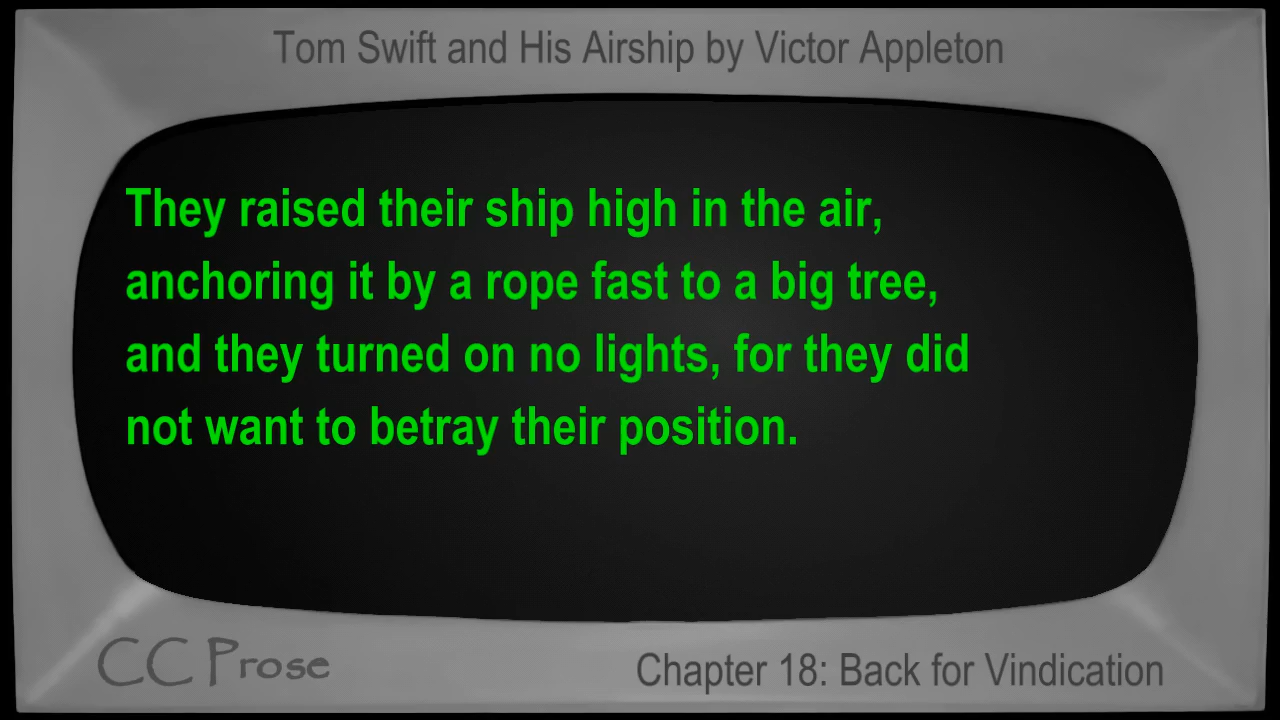 Tom Swift and His Airship by Victor Appleton
They raised their ship high in the air,
anchoring it by a rope fast to a big tree,
and they turned on no lights, for they did
not want to betray their position.
CC Prose
Chapter 18: Back for Vindication